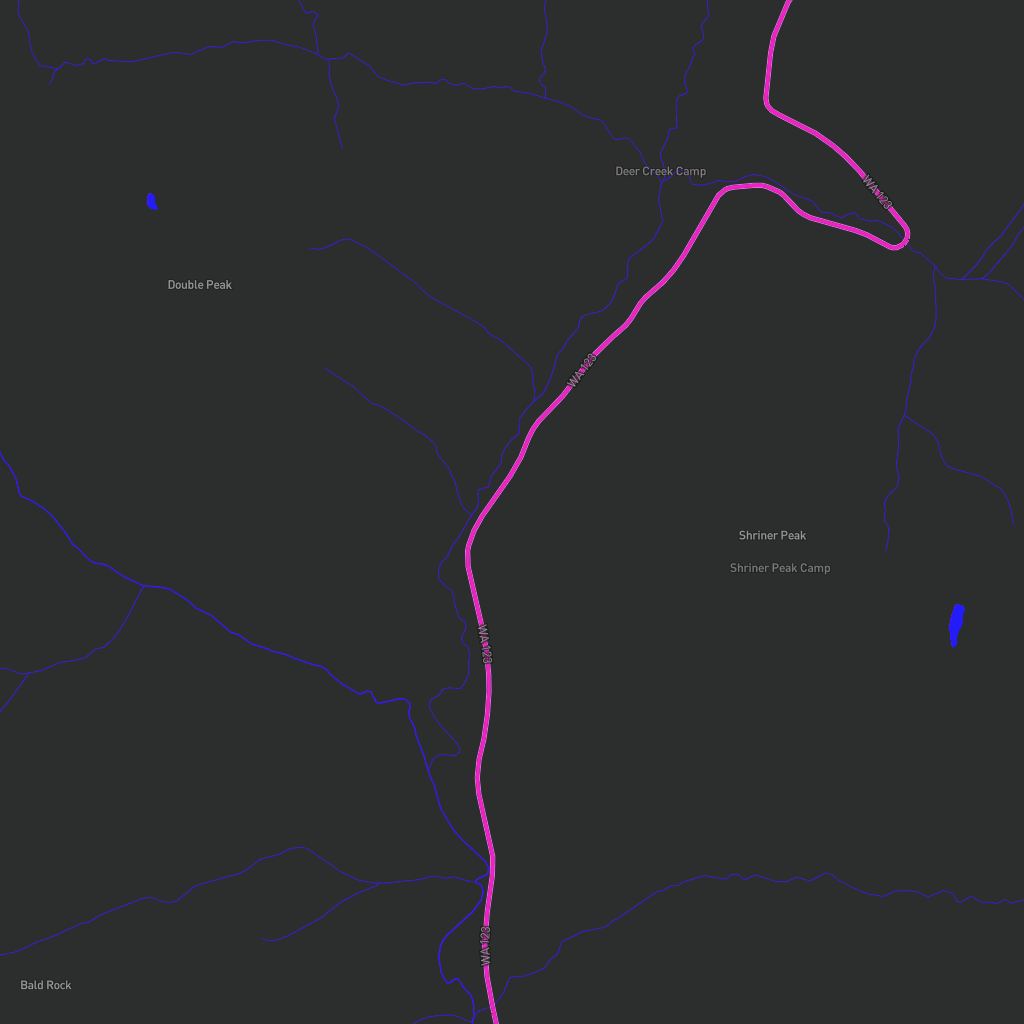 Deer Creek Camp
WA 123
Double Peak
WA 123
Shriner Peak
Shriner Peak Camp
WA 123
WA 123
Bald Rock